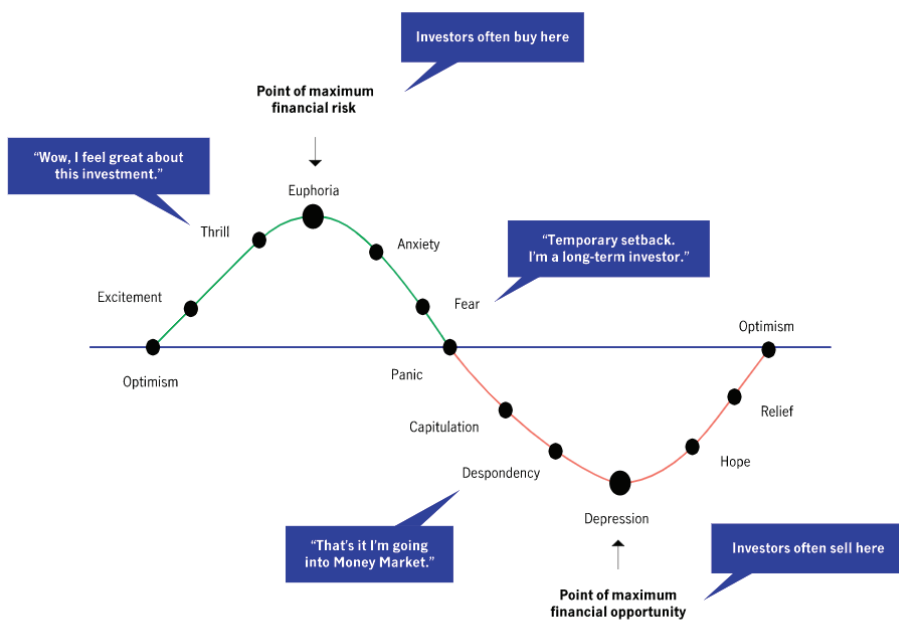 Investors often buy here
Point of maximum
financial risk
“Wow, I feel great about
this investment.”
Euphoria
Thrill
Anxiety
“Temporary setback.
I’m a long-term investor.”
Excitement
Fear
Optimism
Optimism
Panic
Capitulation
Relief
Hope
Despondency
Depression
“That’s it I’m going
into Money Market.”
Investors often sell here
Point of maximum
financial opportunity